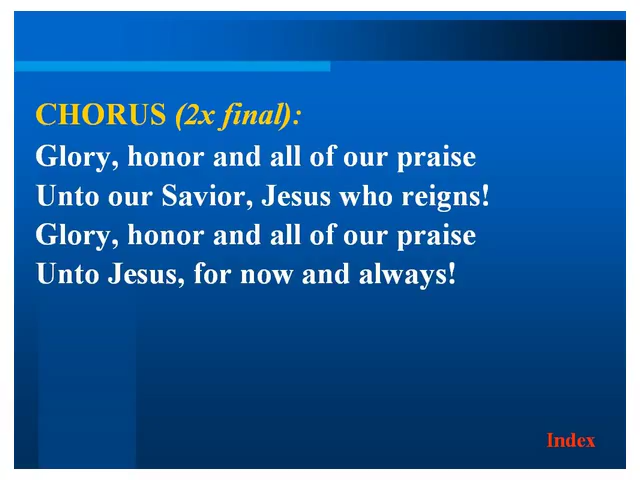 CHORUS (2x final):
Glory, honor and all of our praise
Unto our Savior, Jesus who reigns!
Glory, honor and all of our praise
Unto Jesus, for now and always!
Index